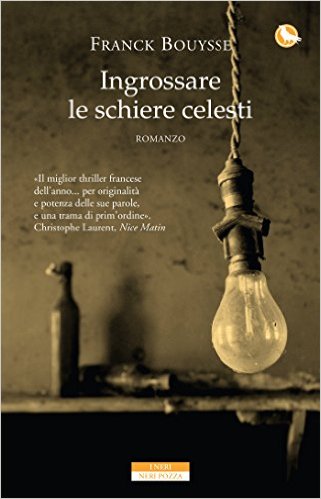 FRANCK BOUYSSE
Ingrossare
le schiere celesti
ROMANZO
«Il miglior thriller francese
dell'anno... per originalità
e potenza delle sue parole,
e una trama di prim'ordine».
Christophe Laurent, Nice Matin
I NERI
NERI POZZA